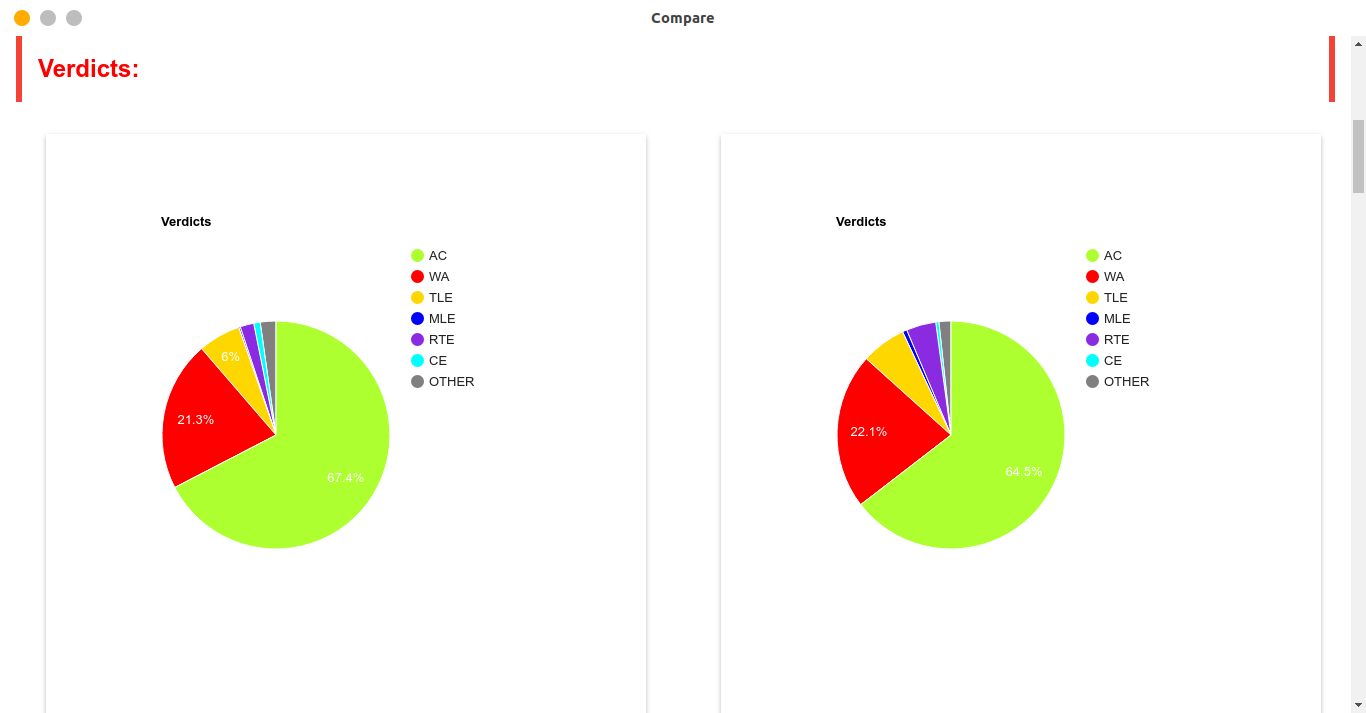 Compare
Verdicts:
Verdicts
AC
WA
TLE
MLE
RTE
CE
OTHER
6%
21.3%
67.4%
Verdicts
AC
WA
TLE
MLE
RTE
CE
OTHER
22.1%
64.5%